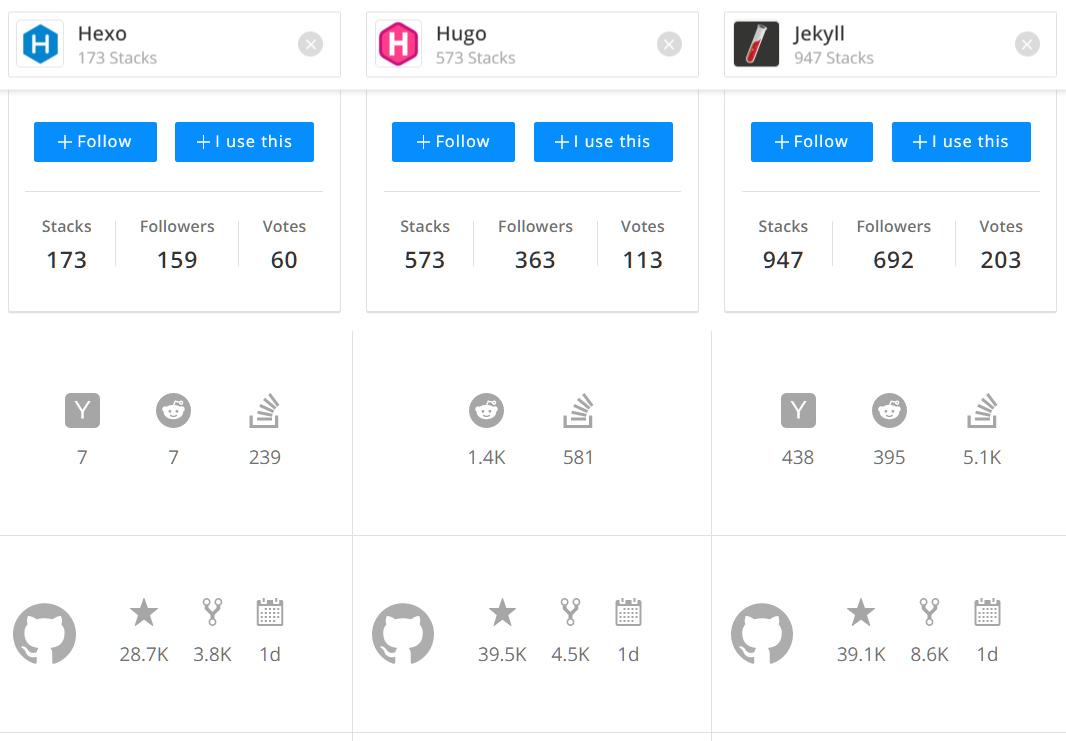 Hexo
173 Stacks
Hugo
573 Stacks
Jekyll
947 Stacks
+ Follow
+ I use this
+ Follow
+ I use this
+ Follow
+ I use this
Stacks Followers Votes
173 159 60
Stacks Followers Votes
573 363 113
Stacks Followers Votes
947 692 203
Y
7 7 239
1.4K 581
Y
438 395 5.1K
28.7K 3.8K 1d
39.5K 4.5K 1d
39.1K 8.6K 1d